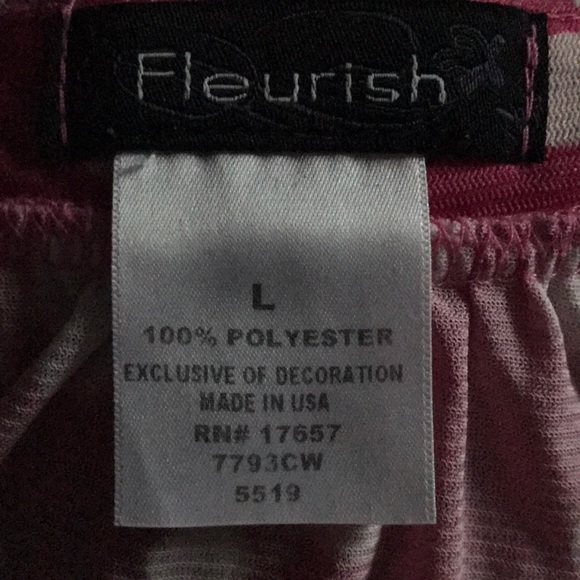 Fleurish
L
100% POLYESTER
EXCLUSIVE OF DECORATION
MADE IN USA
RN# 17657
7793CW
5519